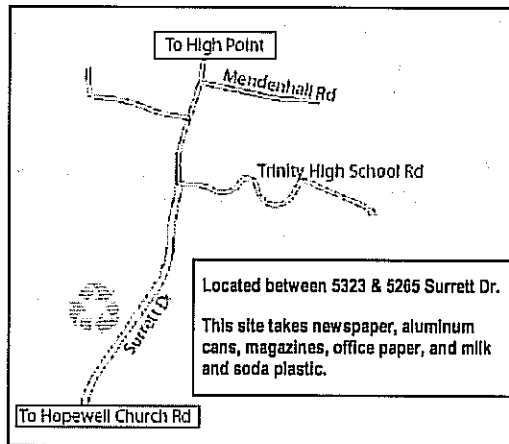 To High Point
Mendenhall Rd
Trinity High School Rd
Located between 5323 & 5265 Surrett Dr.
This site takes newspaper, aluminum
cans, magazines, office paper, and milk
and soda plastic.
Surrett Dr
To Hopewell Church Rd